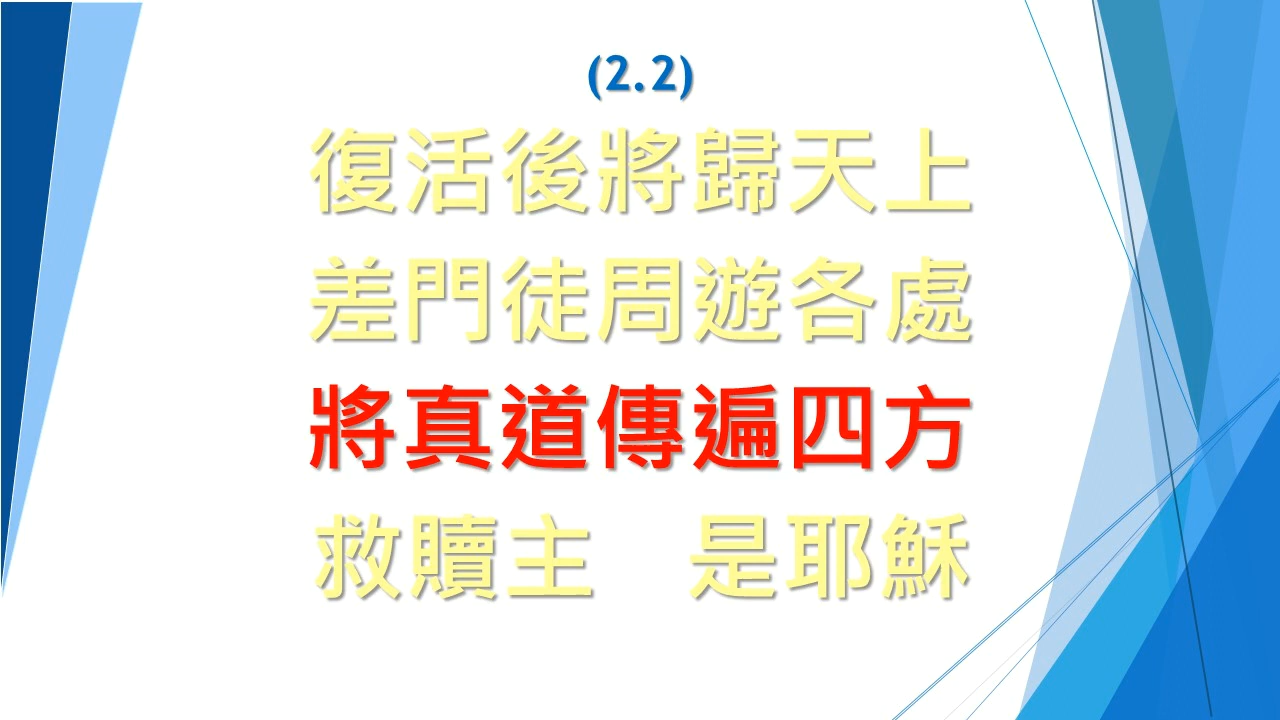 (2.2)
復活後將歸天上
差門徒周遊各處
將真道傳遍四方
救贖主　是耶穌